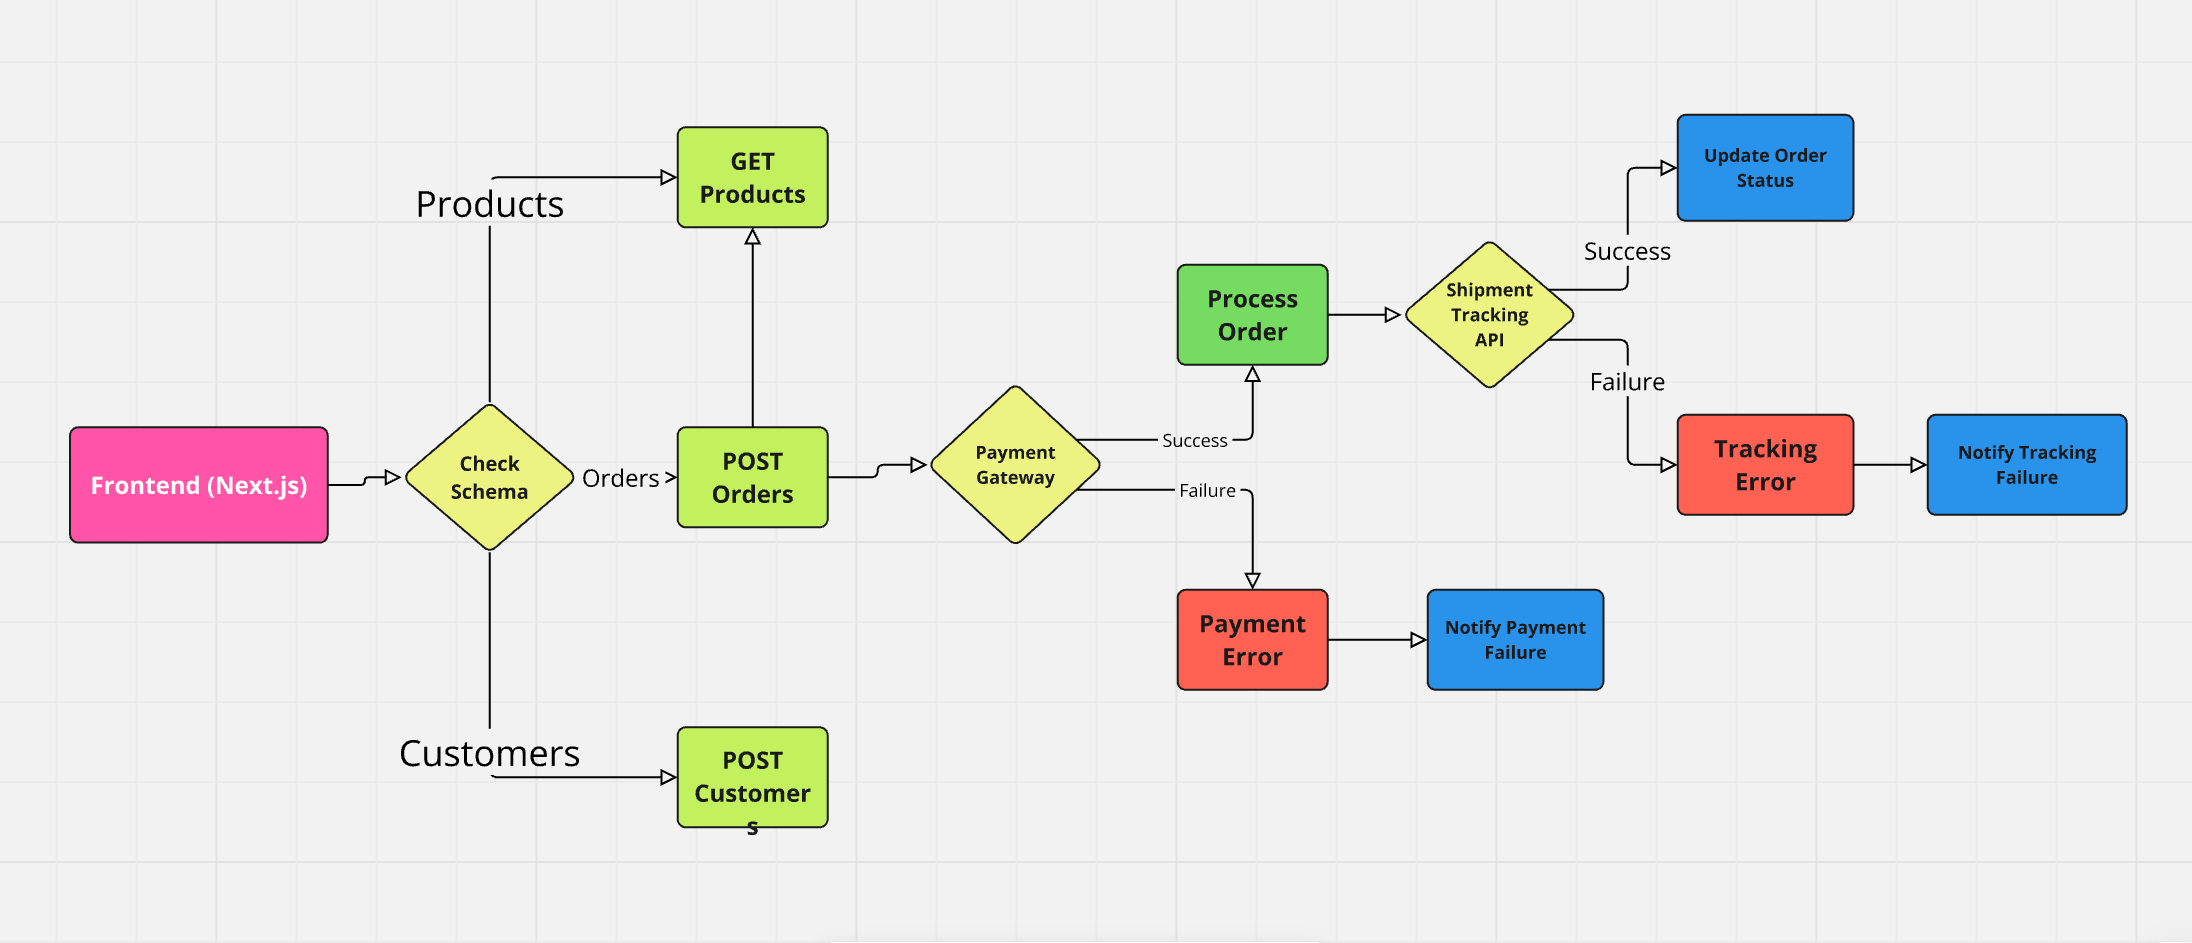 GET
Products
Products
Update Order
Status
Success
Process
Order
Shipment
Tracking
API
Failure
Frontend (Next.js)
Check
Schema
Orders >
POST
Orders
Payment
Gateway
Success
Failure
Tracking
Error
Notify Tracking
Failure
Payment
Error
Notify Payment
Failure
Customers
POST
Customer
s